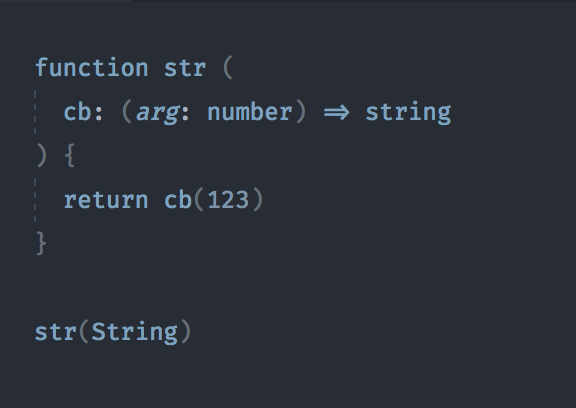 function str (
  cb: (arg: number) => string
) {
  return cb(123)
}

str(String)